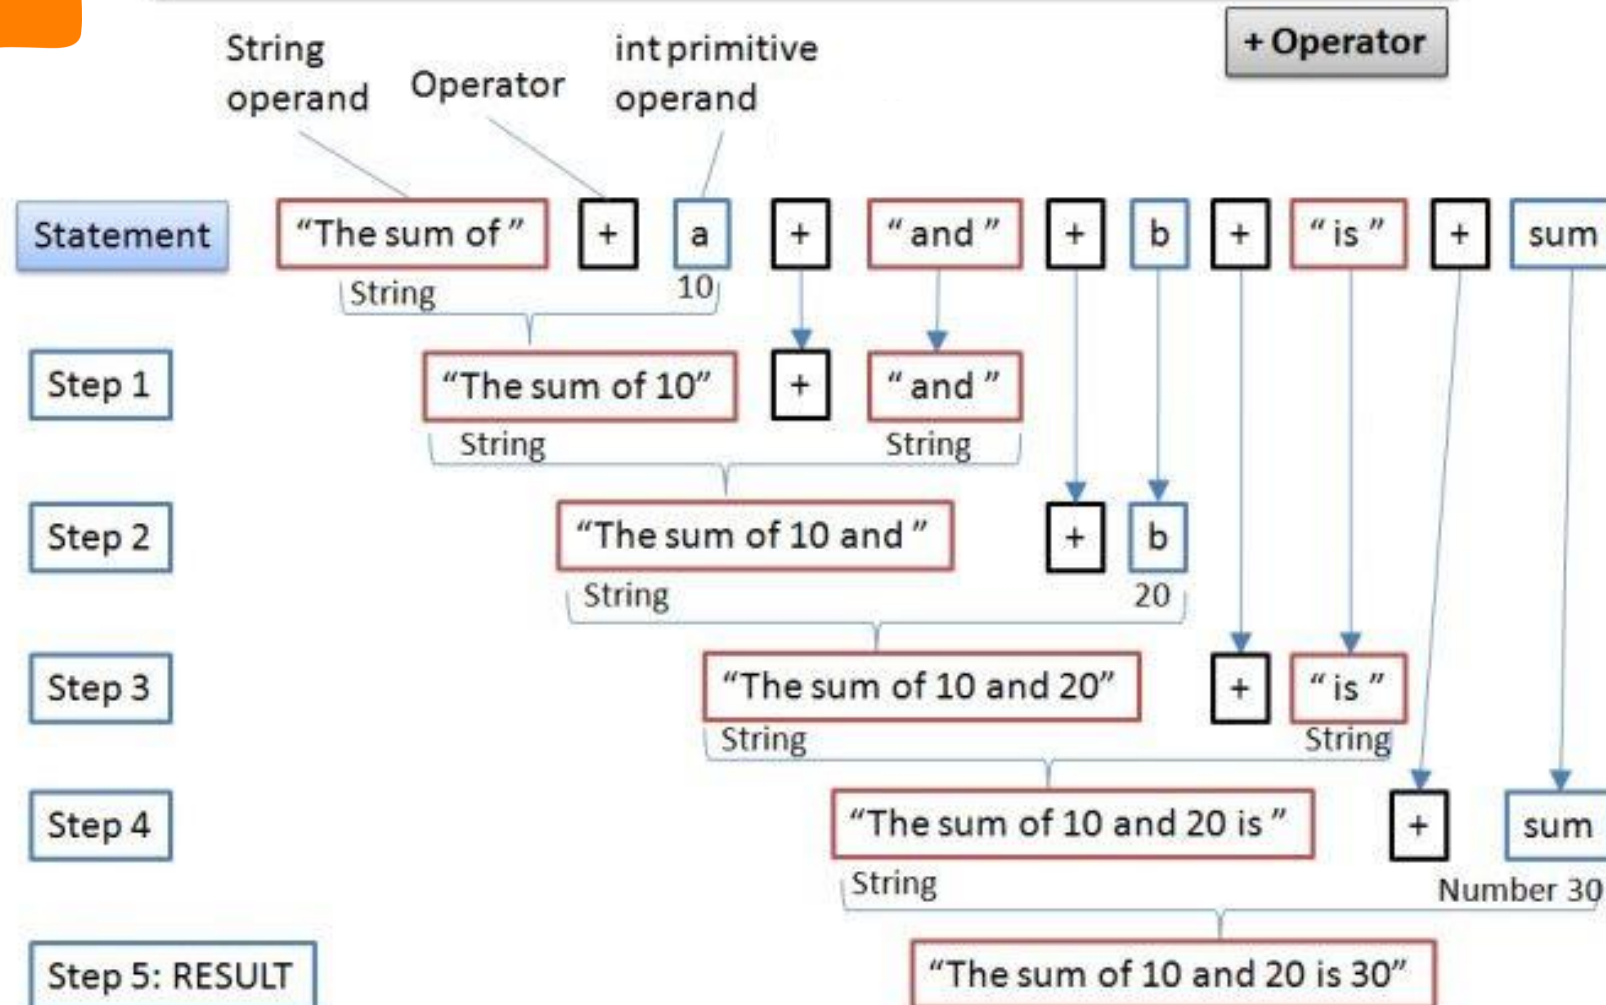 + Operator
String operand
Operator
int primitive operand
Statement “The sum of ” + a + “ and ” + b + “ is ” + sum
String 10
Step 1 “The sum of 10” + “ and ”
String String
Step 2 “The sum of 10 and ” + b
String 20
Step 3 “The sum of 10 and 20” + “ is ”
String String
Step 4 “The sum of 10 and 20 is ” + sum
String Number 30
Step 5: RESULT “The sum of 10 and 20 is 30”